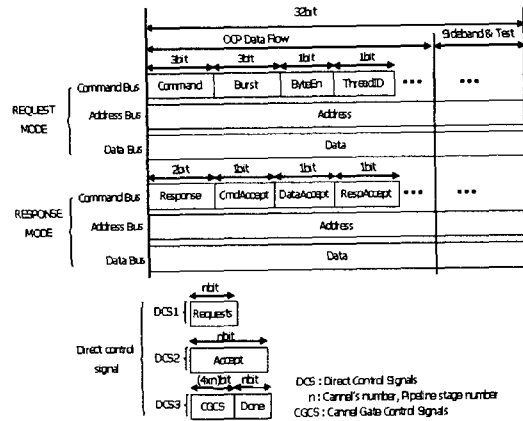 32bit
OCP Data Flow
Sideband & Test
3bit 3bit 1bit 1bit
Command Bus Command Burst ByteEn ThreadID ... ...
REQUEST MODE
Address Bus Address
Data Bus Data
2bit 1bit 1bit 1bit
Command Bus Response CmdAccept DataAccept RespAccept ... ...
RESPONSE MODE
Address Bus Address
Data Bus Data
nbit
DCS1 Requests
nbit
Direct control signal
DCS2 Accept
(4xn)bit nbit
DCS3 CGCS Done
DCS : Direct Control Signals
n : Cannel's number, Pipeline stage number
CGCS : Cannel Gate Control Signals